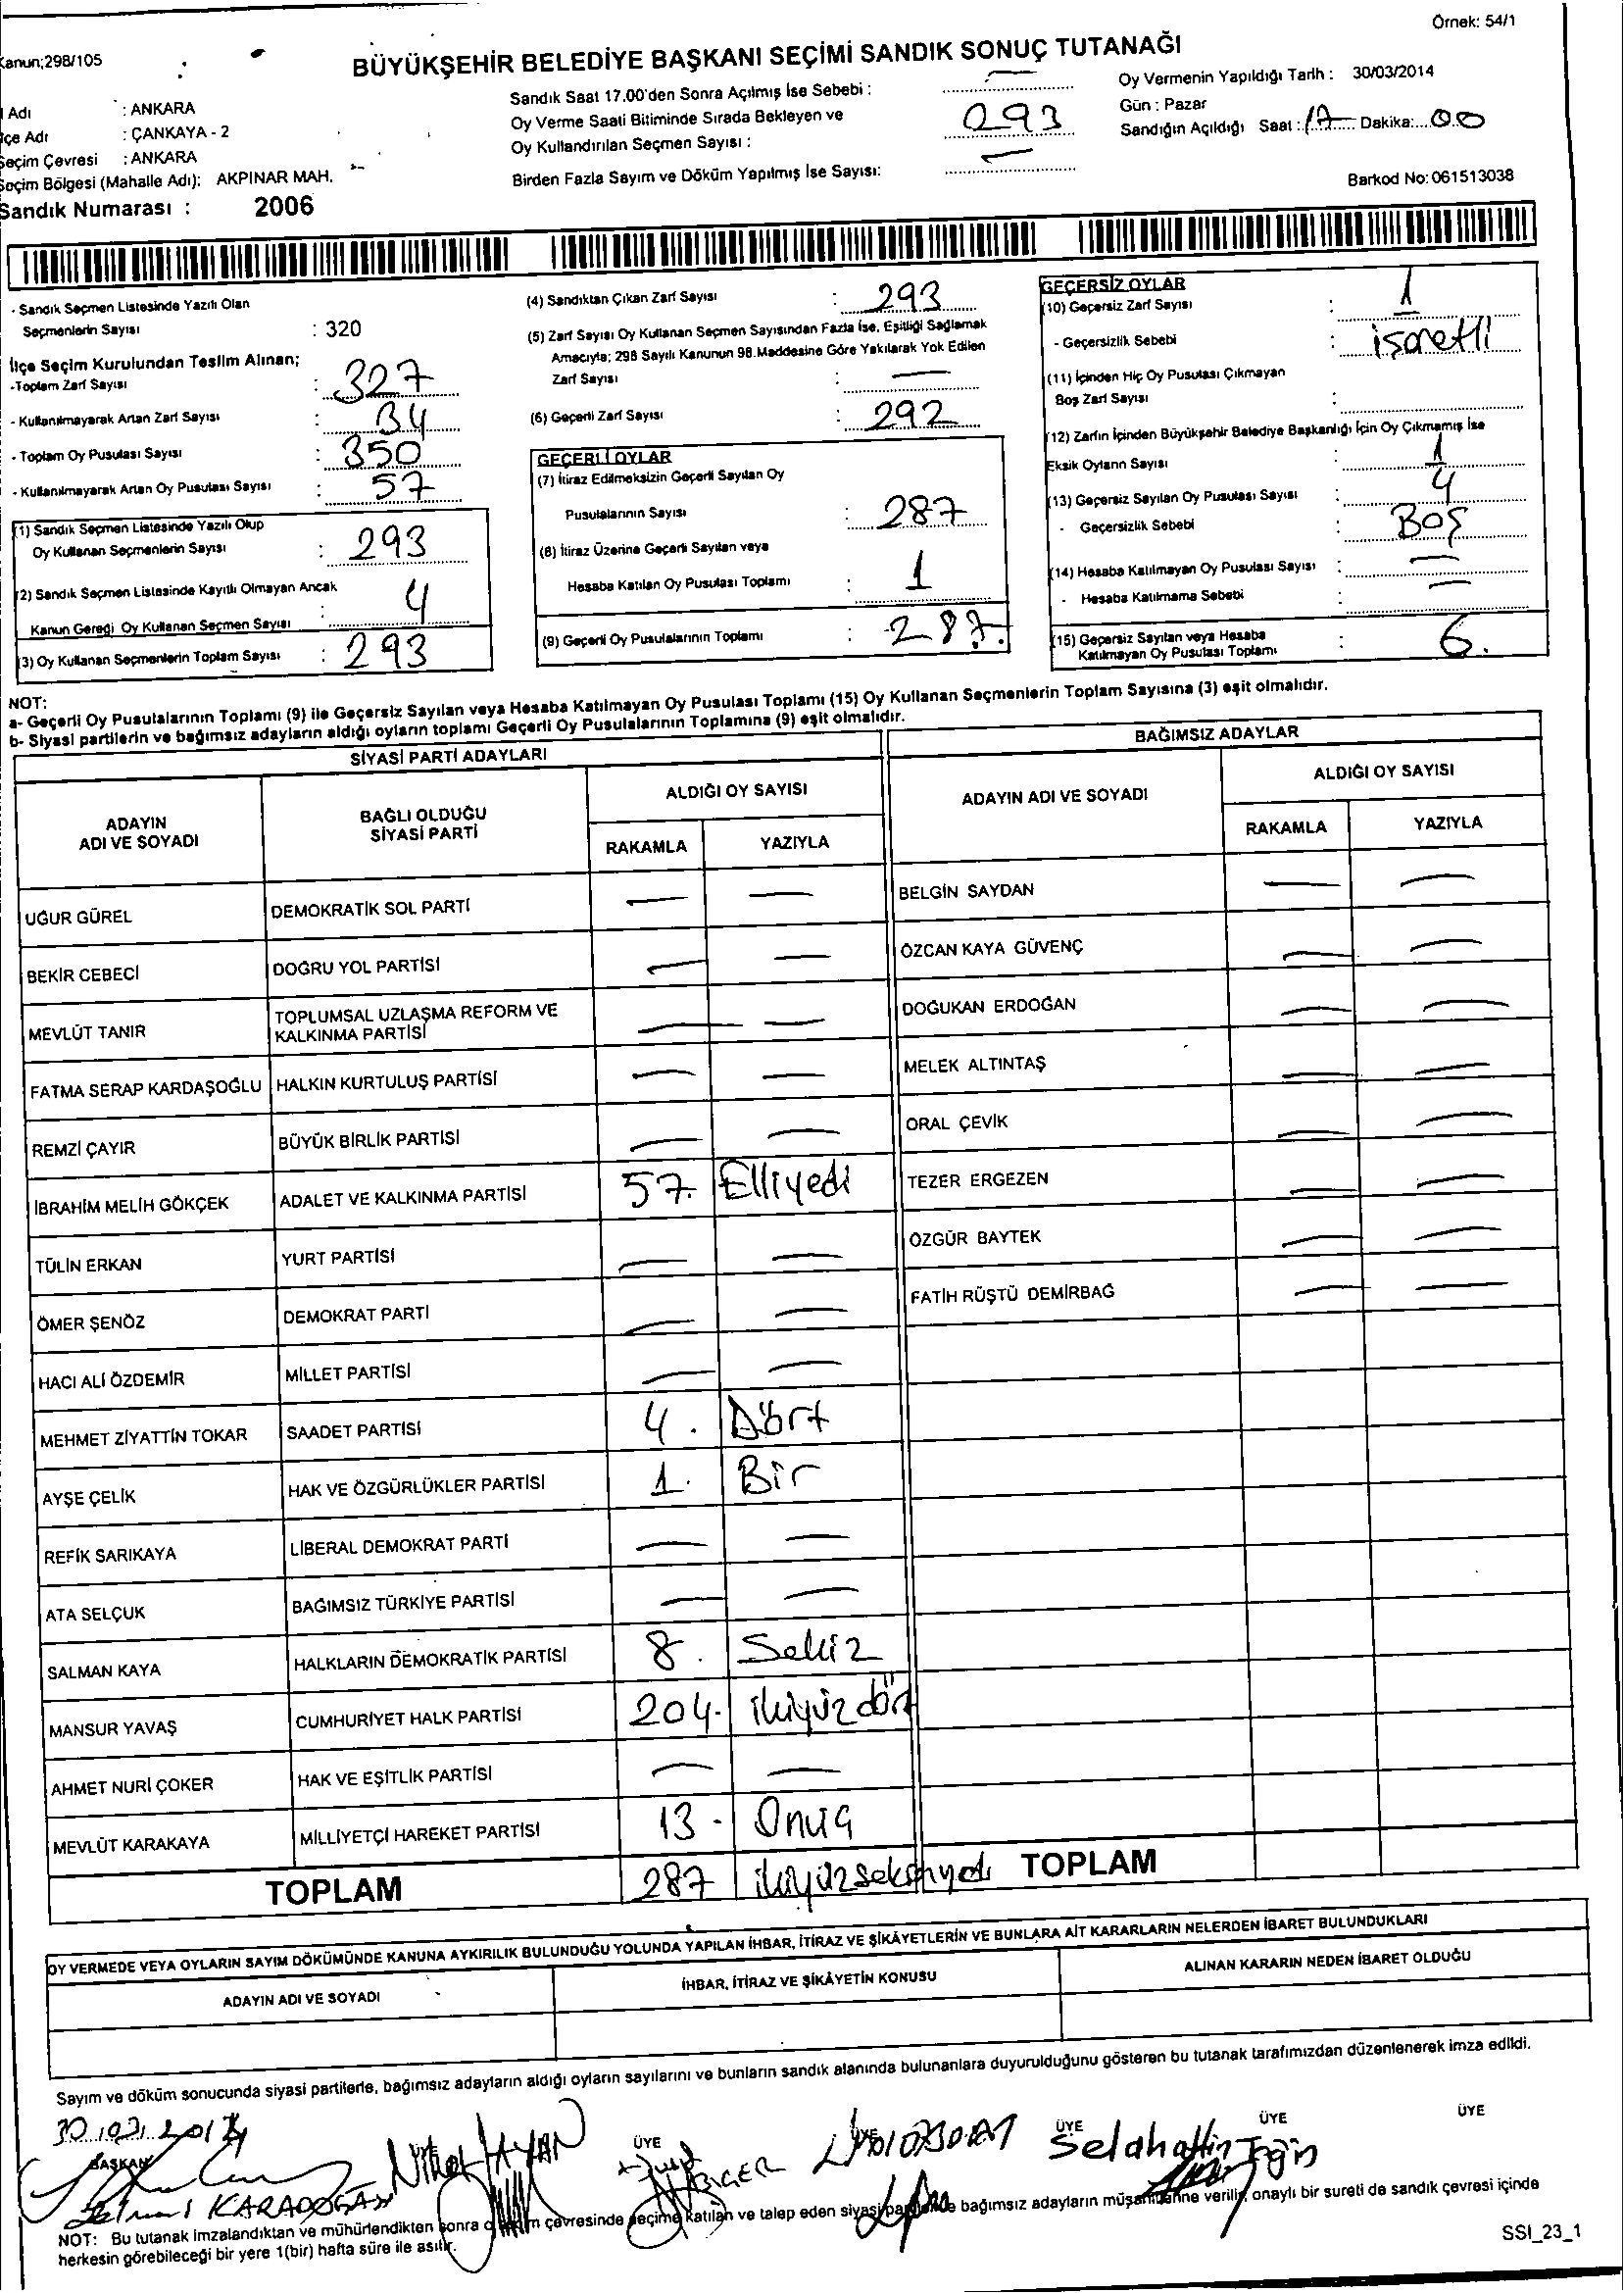 Örnek: 54/1
Kanun;298/105
BÜYÜKŞEHİR BELEDİYE BAŞKANI SEÇİMİ SANDIK SONUÇ TUTANAĞI
Adı : ANKARA
İlçe Adı : ÇANKAYA - 2
Seçim Çevresi : ANKARA
Seçim Bölgesi (Mahalle Adı): AKPINAR MAH.
Sandık Numarası : 2006
Sandık Saat 17.00'den Sonra Açılmış İse Sebebi : —
Oy Verme Saati Bitiminde Sırada Bekleyen ve
Oy Kullandırılan Seçmen Sayısı : 293
Birden Fazla Sayım ve Döküm Yapılmış İse Sayısı: —
Oy Vermenin Yapıldığı Tarih : 30/03/2014
Gün : Pazar
Sandığın Açıldığı Saat : 17 Dakika: 00
Barkod No: 061513038
- Sandık Seçmen Listesinde Yazılı Olan
Seçmenlerin Sayısı : 320
İlçe Seçim Kurulundan Teslim Alınan;
-Toplam Zarf Sayısı : 327
- Kullanılmayarak Artan Zarf Sayısı : 34
- Toplam Oy Pusulası Sayısı : 350
- Kullanılmayarak Artan Oy Pusulası Sayısı : 57
(1) Sandık Seçmen Listesinde Yazılı Olup
Oy Kullanan Seçmenlerin Sayısı : 293
(2) Sandık Seçmen Listesinde Kayıtlı Olmayan Ancak
Kanun Gereği Oy Kullanan Seçmen Sayısı : 4
(3) Oy Kullanan Seçmenlerin Toplam Sayısı : 293
(4) Sandıktan Çıkan Zarf Sayısı : 293
(5) Zarf Sayısı Oy Kullanan Seçmen Sayısından Fazla İse, Eşitliği Sağlamak
Amacıyla; 298 Sayılı Kanunun 98.Maddesine Göre Yakılarak Yok Edilen
Zarf Sayısı : —
(6) Geçerli Zarf Sayısı : 292
GEÇERLİ OYLAR
(7) İtiraz Edilmeksizin Geçerli Sayılan Oy
Pusulalarının Sayısı : 287
(8) İtiraz Üzerine Geçerli Sayılan veya
Hesaba Katılan Oy Pusulası Toplamı : 1
(9) Geçerli Oy Pusulalarının Toplamı : 287.
GEÇERSİZ OYLAR
(10) Geçersiz Zarf Sayısı : 1
- Geçersizlik Sebebi : işaretli
(11) İçinden Hiç Oy Pusulası Çıkmayan
Boş Zarf Sayısı :
(12) Zarfın İçinden Büyükşehir Belediye Başkanlığı İçin Oy Çıkmamış İse
Eksik Oyların Sayısı : 1
(13) Geçersiz Sayılan Oy Pusulası Sayısı : 4
- Geçersizlik Sebebi : BOŞ
(14) Hesaba Katılmayan Oy Pusulası Sayısı : —
- Hesaba Katılmama Sebebi : —
(15) Geçersiz Sayılan veya Hesaba
Katılmayan Oy Pusulası Toplamı : 6.
NOT:
a- Geçerli Oy Pusulalarının Toplamı (9) ile Geçersiz Sayılan veya Hesaba Katılmayan Oy Pusulası Toplamı (15) Oy Kullanan Seçmenlerin Toplam Sayısına (3) eşit olmalıdır.
b- Siyasi partilerin ve bağımsız adayların aldığı oyların toplamı Geçerli Oy Pusulalarının Toplamına (9) eşit olmalıdır.
SİYASİ PARTİ ADAYLARI
ADAYIN ADI VE SOYADI
BAĞLI OLDUĞU SİYASİ PARTİ
ALDIĞI OY SAYISI
RAKAMLA YAZIYLA
UĞUR GÜREL DEMOKRATİK SOL PARTİ — —
BEKİR CEBECİ DOĞRU YOL PARTİSİ — —
MEVLÜT TANIR TOPLUMSAL UZLAŞMA REFORM VE KALKINMA PARTİSİ — —
FATMA SERAP KARDAŞOĞLU HALKIN KURTULUŞ PARTİSİ — —
REMZİ ÇAYIR BÜYÜK BİRLİK PARTİSİ — —
İBRAHİM MELİH GÖKÇEK ADALET VE KALKINMA PARTİSİ 57. Elliyedi
TÜLİN ERKAN YURT PARTİSİ — —
ÖMER ŞENÖZ DEMOKRAT PARTİ — —
HACI ALİ ÖZDEMİR MİLLET PARTİSİ — —
MEHMET ZİYATTİN TOKAR SAADET PARTİSİ 4. Dört
AYŞE ÇELİK HAK VE ÖZGÜRLÜKLER PARTİSİ 1. Bir
REFİK SARIKAYA LİBERAL DEMOKRAT PARTİ — —
ATA SELÇUK BAĞIMSIZ TÜRKİYE PARTİSİ — —
SALMAN KAYA HALKLARIN DEMOKRATİK PARTİSİ 8. Sekiz
MANSUR YAVAŞ CUMHURİYET HALK PARTİSİ 204- ikiyüzdört
AHMET NURİ ÇOKER HAK VE EŞİTLİK PARTİSİ — —
MEVLÜT KARAKAYA MİLLİYETÇİ HAREKET PARTİSİ 13- Onüç
TOPLAM 287 ikiyüzseksenyedi
BAĞIMSIZ ADAYLAR
ADAYIN ADI VE SOYADI
ALDIĞI OY SAYISI
RAKAMLA YAZIYLA
BELGİN SAYDAN — —
ÖZCAN KAYA GÜVENÇ — —
DOĞUKAN ERDOĞAN — —
MELEK ALTINTAŞ — —
ORAL ÇEVİK — —
TEZER ERGEZEN — —
ÖZGÜR BAYTEK — —
FATİH RÜŞTÜ DEMİRBAĞ — —
TOPLAM
OY VERMEDE VEYA OYLARIN SAYIM DÖKÜMÜNDE KANUNA AYKIRILIK BULUNDUĞU YOLUNDA YAPILAN İHBAR, İTİRAZ VE ŞİKÂYETLERİN VE BUNLARA AİT KARARLARIN NELERDEN İBARET BULUNDUKLARI
ADAYIN ADI VE SOYADI
İHBAR, İTİRAZ VE ŞİKÂYETİN KONUSU
ALINAN KARARIN NEDEN İBARET OLDUĞU
Sayım ve döküm sonucunda siyasi partilerle, bağımsız adayların aldığı oyların sayılarını ve bunların sandık alanında bulunanlara duyurulduğunu gösteren bu tutanak tarafımızdan düzenlenerek imza edildi.
30.03.2014
BAŞKAN
ÜYE
ÜYE
ÜYE
ÜYE
KARADOĞAN
Selahattin
NOT: Bu tutanak imzalandıktan ve mühürlendikten sonra çevresinde seçime katılan ve talep eden siyasi bağımsız adayların müşahitlerine verilir, onaylı bir sureti de sandık çevresi içinde
herkesin görebileceği bir yere 1(bir) hafta süre ile asılır.
SSI_23_1